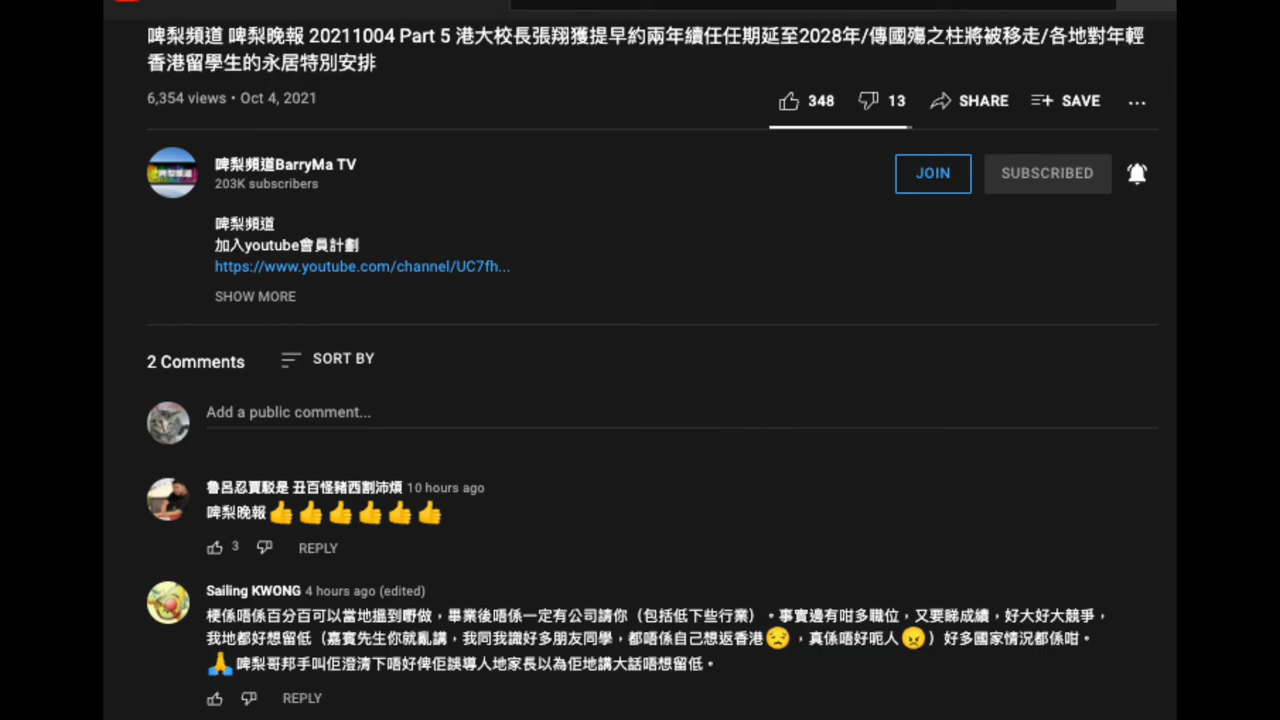 啤梨頻道 啤梨晚報 20211004 Part 5 港大校長張翔獲提早約兩年續任任期延至2028年/傳國殤之柱將被移走/各地對年輕
香港留學生的永居特別安排
6,354 views • Oct 4, 2021
348
13
SHARE
SAVE
...
啤梨頻道BarryMa TV
203K subscribers
JOIN
SUBSCRIBED
啤梨頻道
加入youtube會員計劃
https://www.youtube.com/channel/UC7fh...
SHOW MORE
2 Comments
SORT BY
Add a public comment...
魯呂忍賈駁是 丑百怪豬西割沛煩 10 hours ago
啤梨晚報👍👍👍👍👍👍
3
REPLY
Sailing KWONG 4 hours ago (edited)
梗係唔係百分百可以當地搵到嘢做，畢業後唔係一定有公司請你（包括低下些行業）。事實邊有咁多職位，又要睇成績，好大好大競爭，
我地都好想留低（嘉賓先生你就亂講，我同我識好多朋友同學，都唔係自己想返香港😒，真係唔好呃人😠）好多國家情況都係咁。
🙏啤梨哥邦手叫佢澄清下唔好俾佢誤導人地家長以為佢地講大話唔想留低。
REPLY